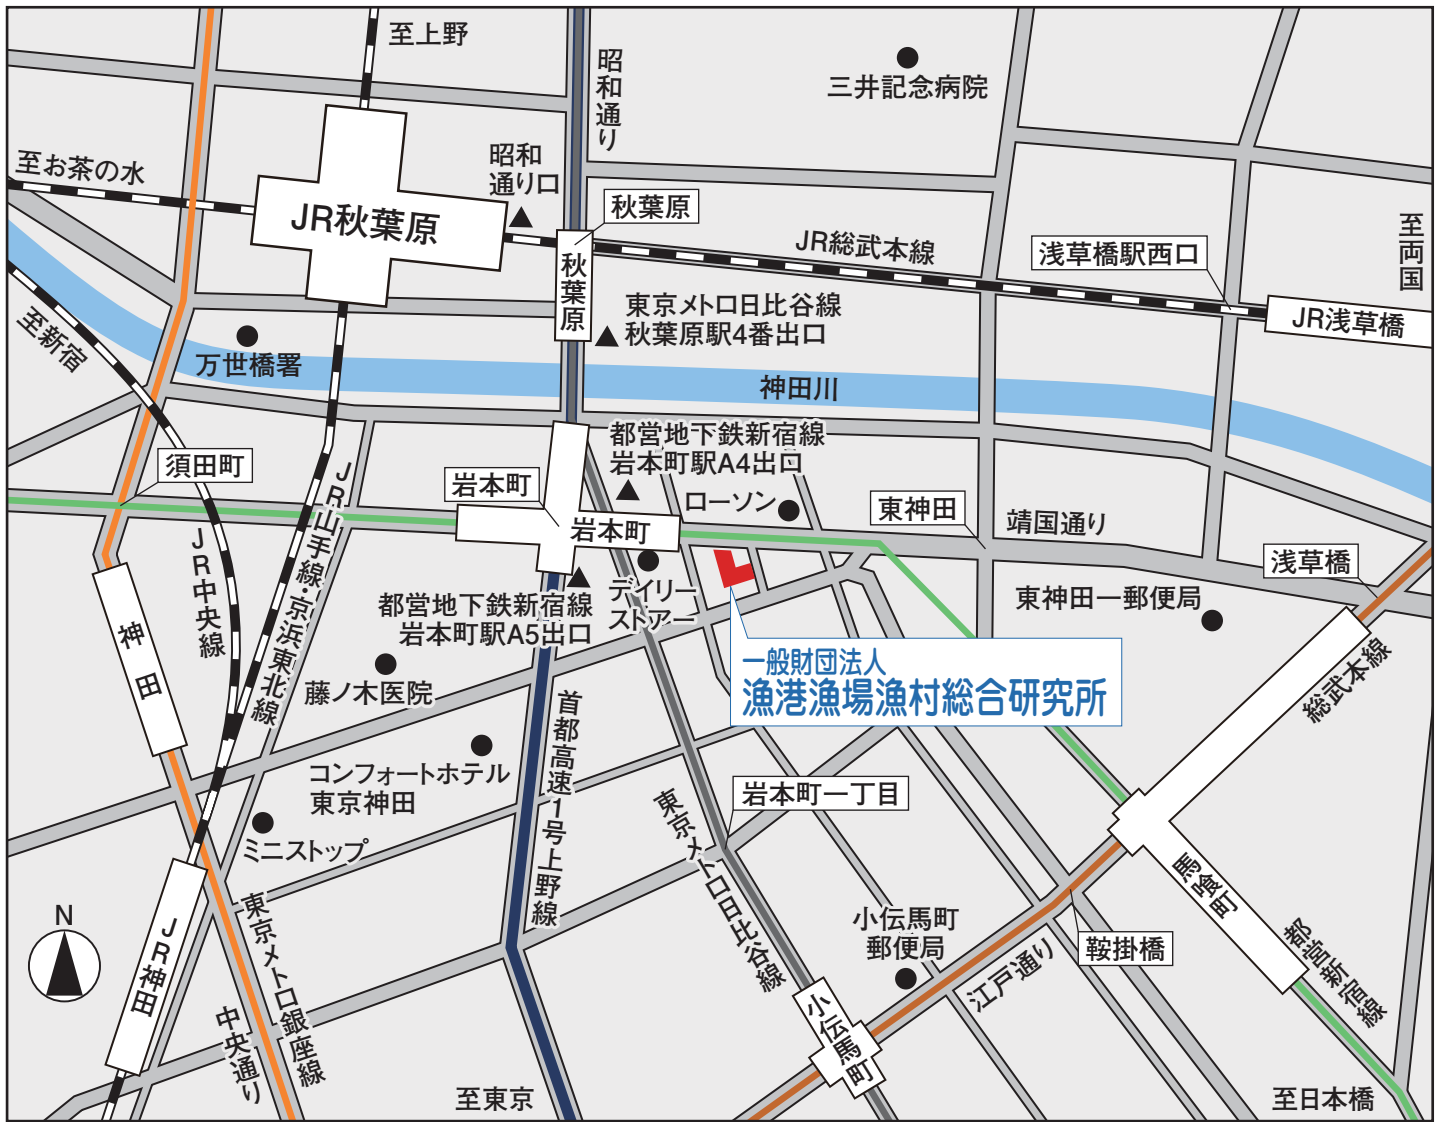 至上野
昭和通り
三井記念病院
至お茶の水
昭和
通り口
JR秋葉原
秋葉原
JR総武本線
浅草橋駅西口
至両国
秋葉原
東京メトロ日比谷線
秋葉原駅4番出口
JR浅草橋
至新宿
万世橋署
神田川
都営地下鉄新宿線
岩本町駅A4出口
須田町
岩本町
ローソン
東神田
靖国通り
岩本町
浅草橋
JR中央線
JR山手線・京浜東北線
デイリー
ストアー
都営地下鉄新宿線
岩本町駅A5出口
東神田一郵便局
神田
藤ノ木医院
一般財団法人
漁港漁場漁村総合研究所
総武本線
首都高速1号上野線
コンフォートホテル
東京神田
岩本町一丁目
東京メトロ日比谷線
ミニストップ
馬喰町
N
JR神田
東京メトロ銀座線
小伝馬町
郵便局
鞍掛橋
都営新宿線
江戸通り
中央通り
小伝馬町
至東京
至日本橋